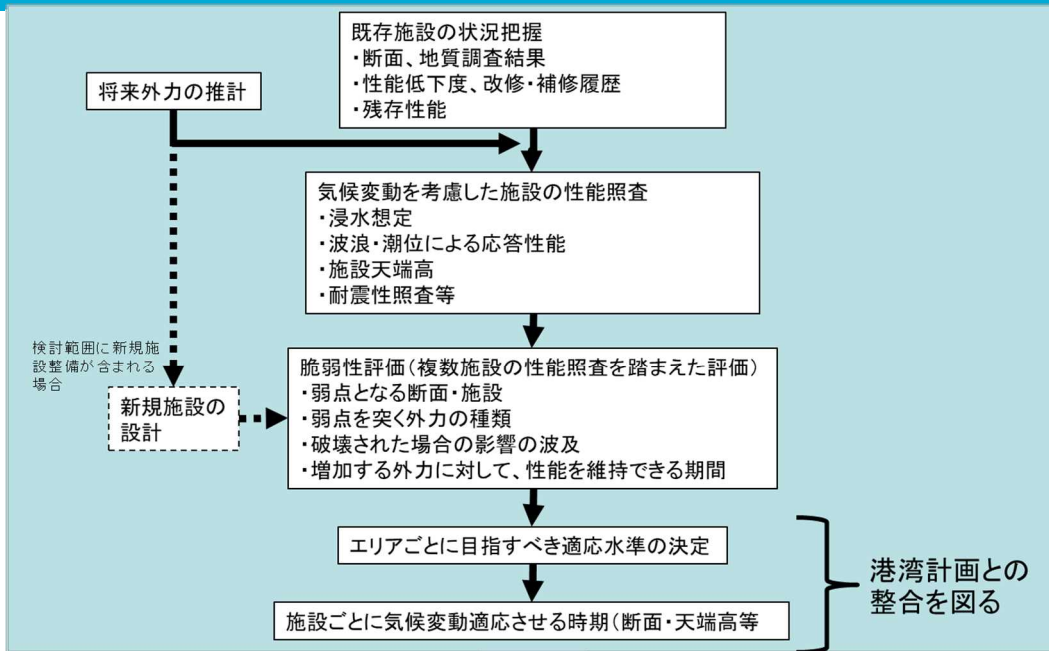 既存施設の状況把握
・断面、地質調査結果
・性能低下度、改修・補修履歴
・残存性能
将来外力の推計
気候変動を考慮した施設の性能照査
・浸水想定
・波浪・潮位による応答性能
・施設天端高
・耐震性照査等
検討範囲に新規施
設整備が含まれる
場合
新規施設の
設計
脆弱性評価(複数施設の性能照査を踏まえた評価)
・弱点となる断面・施設
・弱点を突く外力の種類
・破壊された場合の影響の波及
・増加する外力に対して、性能を維持できる期間
エリアごとに目指すべき適応水準の決定
施設ごとに気候変動適応させる時期(断面・天端高等
港湾計画との
整合を図る